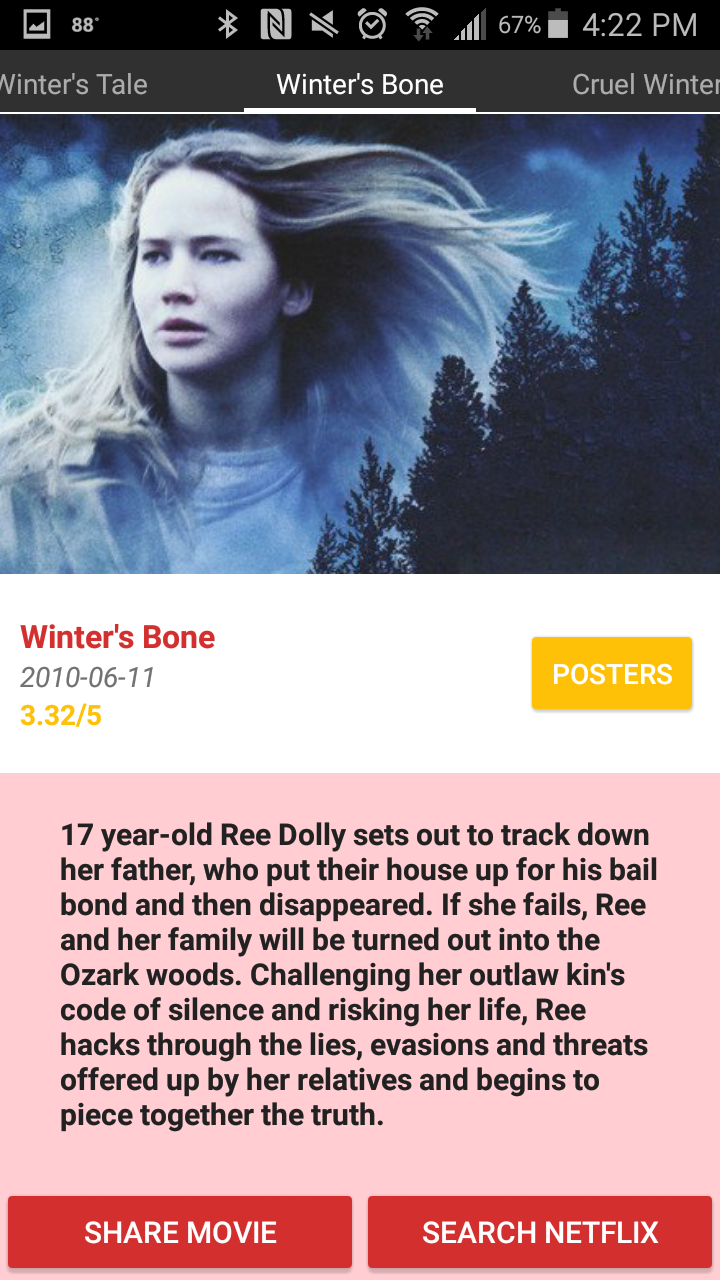 88°
67%
4:22 PM
Winter's Tale
Winter's Bone
Cruel Winter
Winter's Bone
2010-06-11
3.32/5
POSTERS
17 year-old Ree Dolly sets out to track down
her father, who put their house up for his bail
bond and then disappeared. If she fails, Ree
and her family will be turned out into the
Ozark woods. Challenging her outlaw kin's
code of silence and risking her life, Ree
hacks through the lies, evasions and threats
offered up by her relatives and begins to
piece together the truth.
SHARE MOVIE
SEARCH NETFLIX